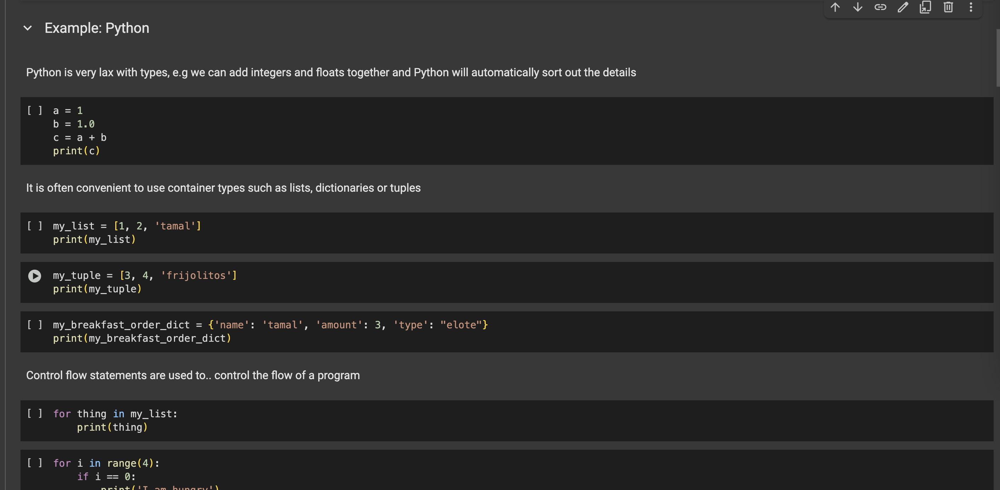 Example: Python
Python is very lax with types, e.g we can add integers and floats together and Python will automatically sort out the details
[ ] a = 1
b = 1.0
c = a + b
print(c)
It is often convenient to use container types such as lists, dictionaries or tuples
[ ] my_list = [1, 2, 'tamal']
print(my_list)
my_tuple = [3, 4, 'frijolitos']
print(my_tuple)
[ ] my_breakfast_order_dict = {'name': 'tamal', 'amount': 3, 'type': "elote"}
print(my_breakfast_order_dict)
Control flow statements are used to.. control the flow of a program
[ ] for thing in my_list:
print(thing)
[ ] for i in range(4):
if i == 0:
print('I am hungry')